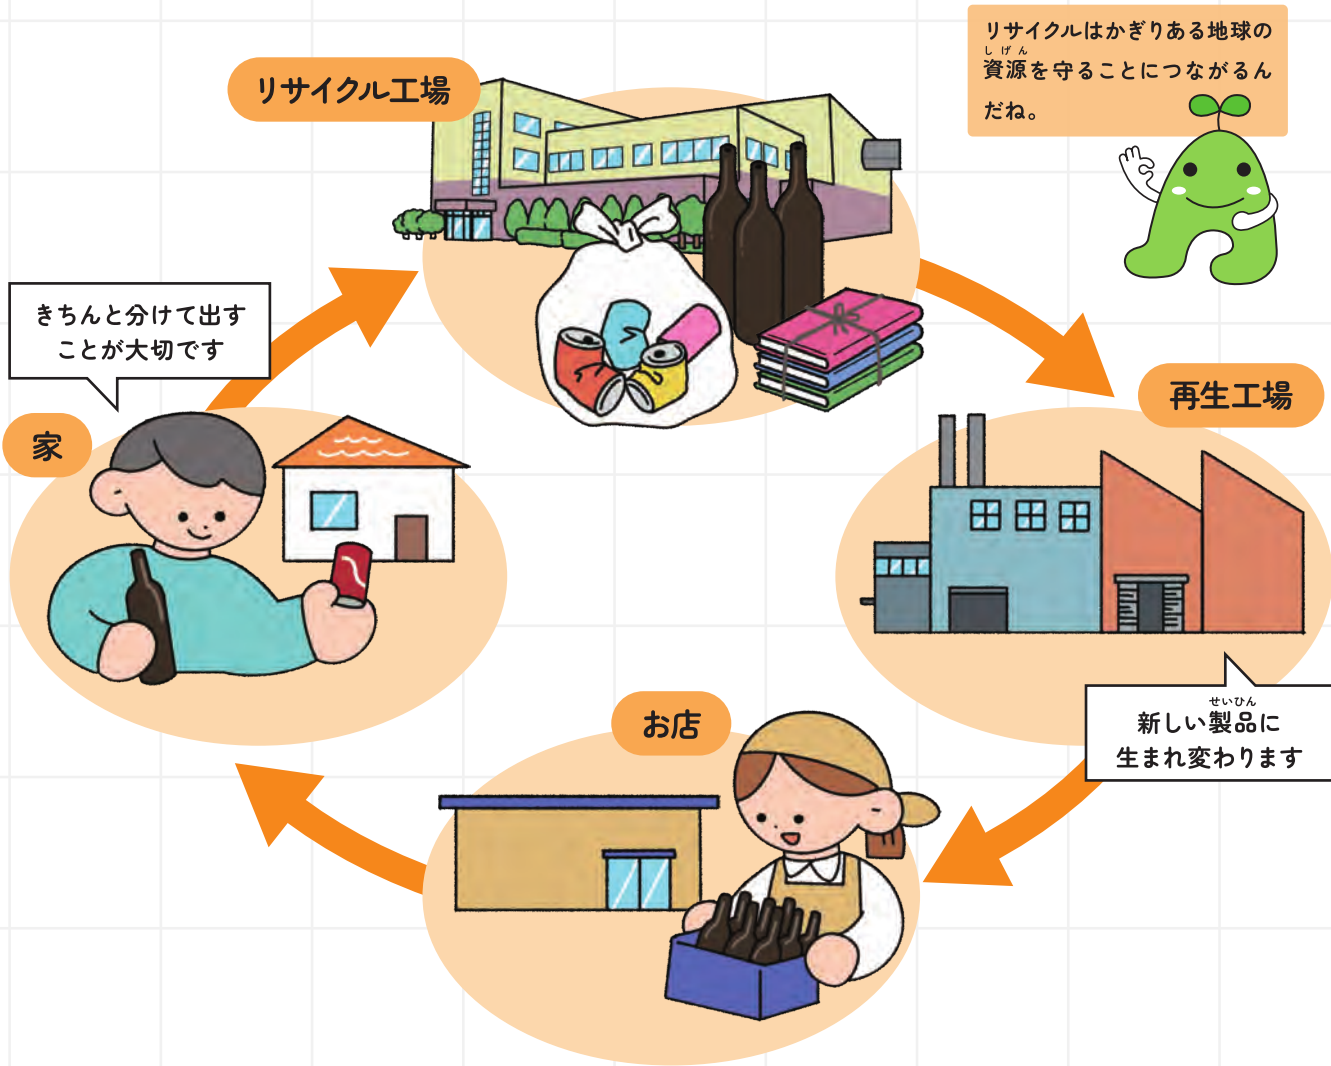 リサイクル工場
リサイクルはかぎりある地球の
しげん
資源を守ることにつながるん
だね。
きちんと分けて出す
ことが大切です
家
再生工場
せいひん
新しい製品に
生まれ変わります
お店